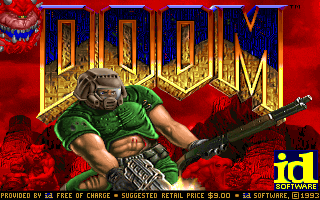 DOOM
id
SOFTWARE
PROVIDED BY id FREE OF CHARGE • SUGGESTED RETAIL PRICE $9.00 • id SOFTWARE, ©1993